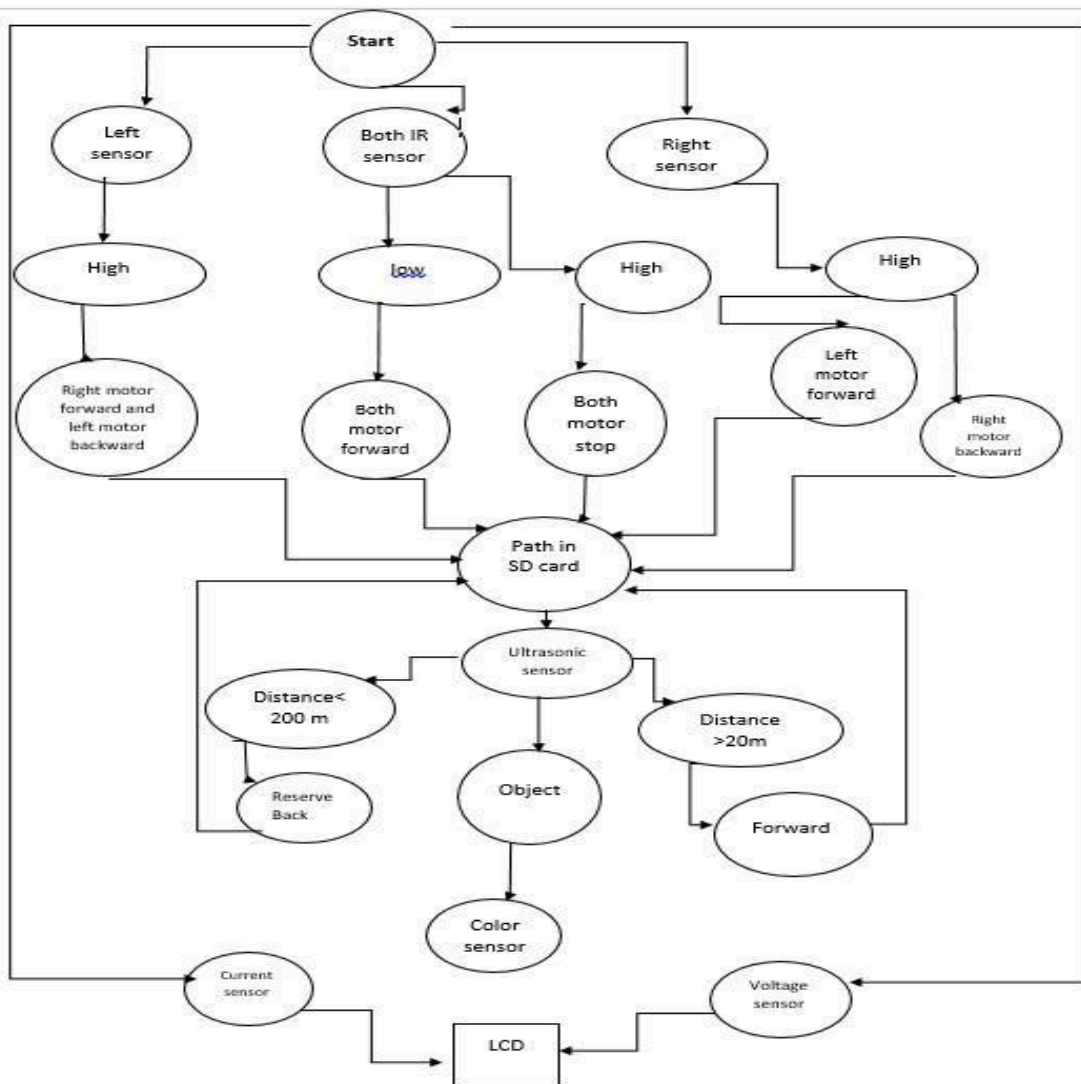 Start
Left
sensor
Both IR
sensor
Right
sensor
High
low
High
High
Right motor
forward and
left motor
backward
Both
motor
forward
Both
motor
stop
Left
motor
forward
Right
motor
backward
Path in
SD card
Ultrasonic
sensor
Distance<
200 m
Distance
>20m
Reserve
Back
Object
Forward
Color
sensor
Current
sensor
Voltage
sensor
LCD